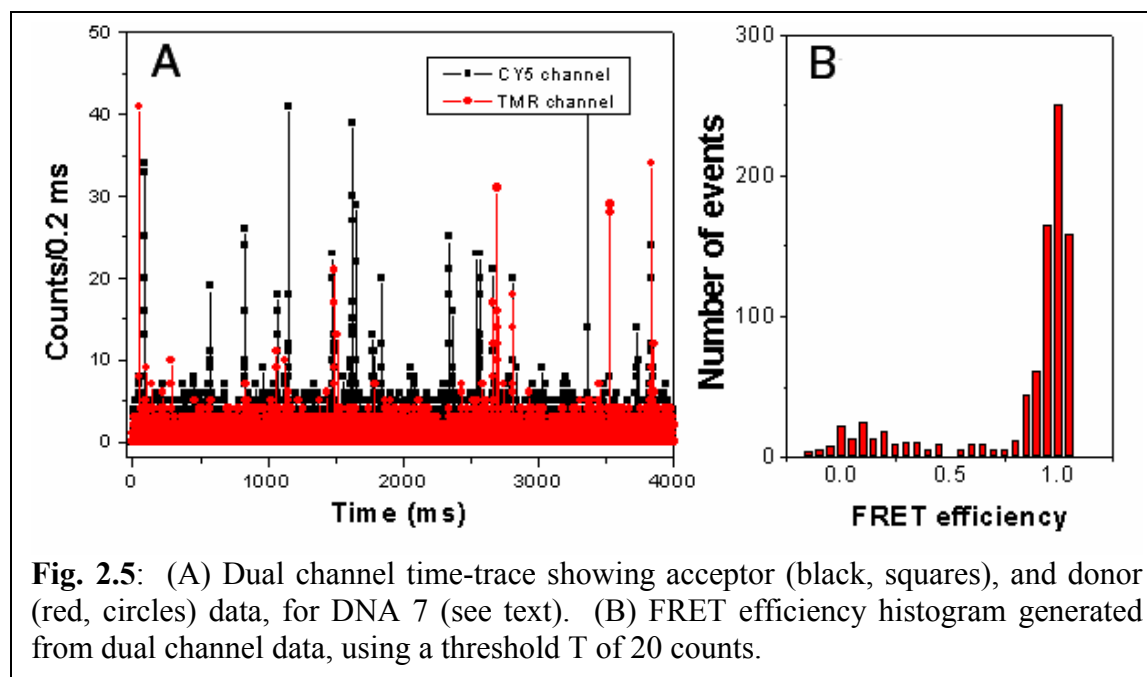 A
CY5 channel
TMR channel
50
40
30
20
10
0
Counts/0.2 ms
0 1000 2000 3000 4000
Time (ms)
B
300
200
100
0
Number of events
0.0 0.5 1.0
FRET efficiency
Fig. 2.5: (A) Dual channel time-trace showing acceptor (black, squares), and donor
(red, circles) data, for DNA 7 (see text). (B) FRET efficiency histogram generated
from dual channel data, using a threshold T of 20 counts.